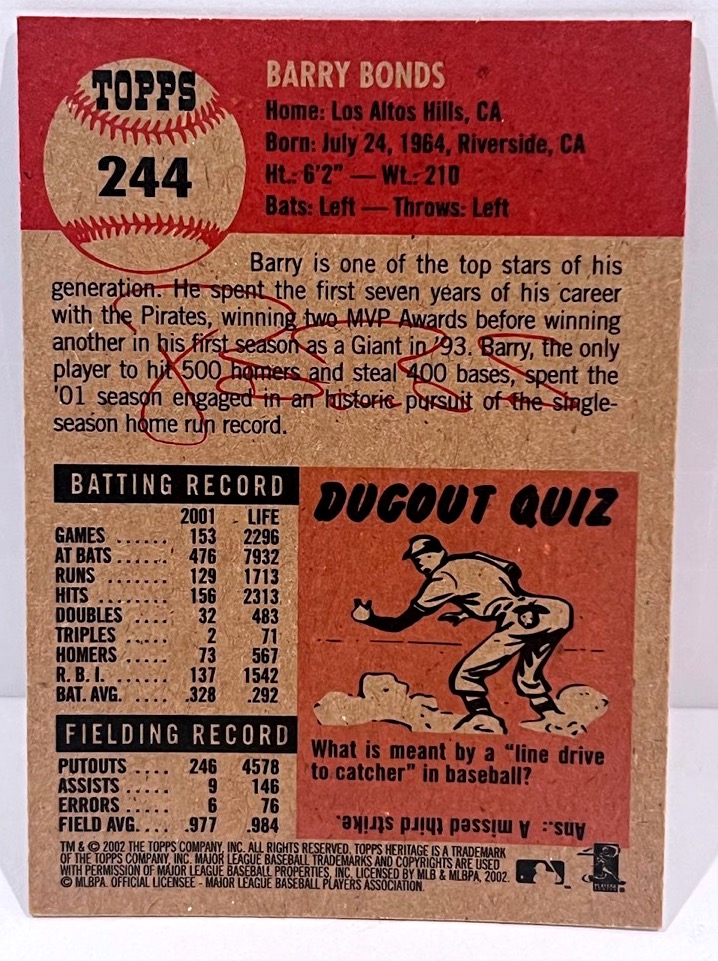 TOPPS
244
BARRY BONDS
Home: Los Altos Hills, CA
Born: July 24, 1964, Riverside, CA
Ht.: 6'2" — Wt.: 210
Bats: Left — Throws: Left
Barry is one of the top stars of his
generation. He spent the first seven years of his career
with the Pirates, winning two MVP Awards before winning
another in his first season as a Giant in '93. Barry, the only
player to hit 500 homers and steal 400 bases, spent the
'01 season engaged in an historic pursuit of the single-
season home run record.
BATTING RECORD
2001 LIFE
GAMES ...... 153 2296
AT BATS ..... 476 7932
RUNS ....... 129 1713
HITS ........ 156 2313
DOUBLES .... 32 483
TRIPLES ..... 2 71
HOMERS .... 73 567
R. B. I. ...... 137 1542
BAT. AVG. .... .328 .292
FIELDING RECORD
PUTOUTS .... 246 4578
ASSISTS ..... 9 146
ERRORS ..... 6 76
FIELD AVG. ... .977 .984
DUGOUT QUIZ
What is meant by a "line drive
to catcher" in baseball?
Ans.: A missed third strike.
TM & © 2002 THE TOPPS COMPANY, INC. ALL RIGHTS RESERVED. TOPPS HERITAGE IS A TRADEMARK
OF THE TOPPS COMPANY, INC. MAJOR LEAGUE BASEBALL TRADEMARKS AND COPYRIGHTS ARE USED
WITH PERMISSION OF MAJOR LEAGUE BASEBALL PROPERTIES, INC. LICENSED BY MLB & MLBPA, 2002.
© MLBPA. OFFICIAL LICENSEE - MAJOR LEAGUE BASEBALL PLAYERS ASSOCIATION.